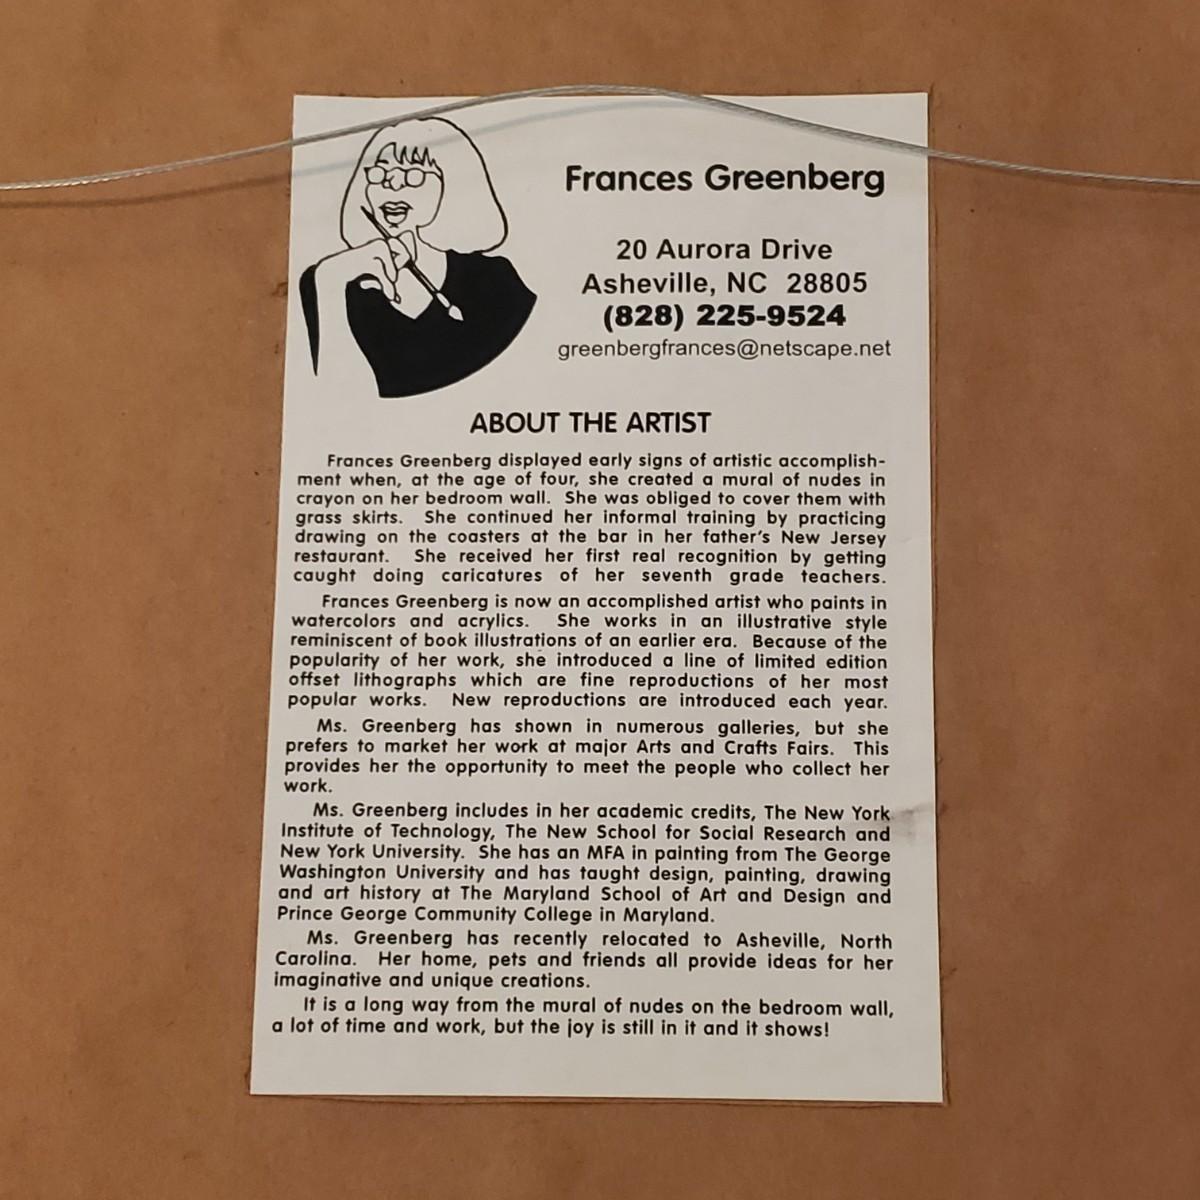 Frances Greenberg
20 Aurora Drive
Asheville, NC 28805
(828) 225-9524
greenbergfrances@netscape.net
ABOUT THE ARTIST
Frances Greenberg displayed early signs of artistic accomplish-
ment when, at the age of four, she created a mural of nudes in
crayon on her bedroom wall. She was obliged to cover them with
grass skirts. She continued her informal training by practicing
drawing on the coasters at the bar in her father's New Jersey
restaurant. She received her first real recognition by getting
caught doing caricatures of her seventh grade teachers.
Frances Greenberg is now an accomplished artist who paints in
watercolors and acrylics. She works in an illustrative style
reminiscent of book illustrations of an earlier era. Because of the
popularity of her work, she introduced a line of limited edition
offset lithographs which are fine reproductions of her most
popular works. New reproductions are introduced each year.
Ms. Greenberg has shown in numerous galleries, but she
prefers to market her work at major Arts and Crafts Fairs. This
provides her the opportunity to meet the people who collect her
work.
Ms. Greenberg includes in her academic credits, The New York
Institute of Technology, The New School for Social Research and
New York University. She has an MFA in painting from The George
Washington University and has taught design, painting, drawing
and art history at The Maryland School of Art and Design and
Prince George Community College in Maryland.
Ms. Greenberg has recently relocated to Asheville, North
Carolina. Her home, pets and friends all provide ideas for her
imaginative and unique creations.
It is a long way from the mural of nudes on the bedroom wall,
a lot of time and work, but the joy is still in it and it shows!